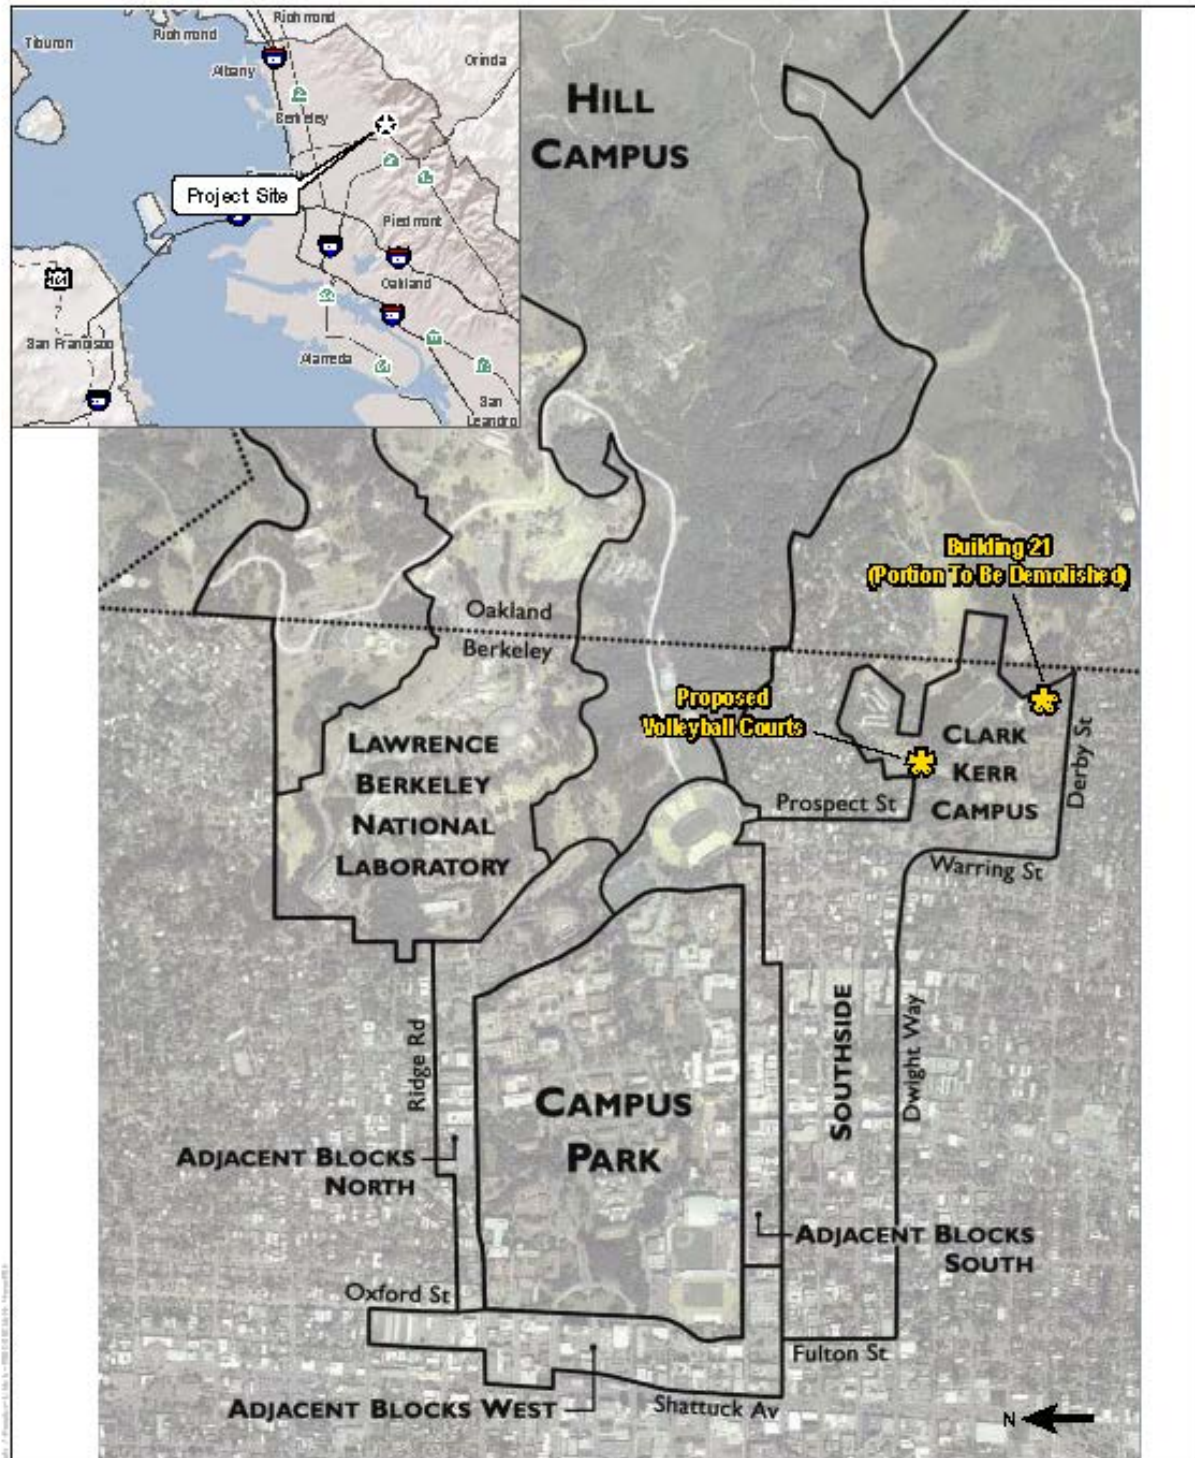 Richmond
Richmond
Tiburon
Albany
Orinda
Berkeley
Project Site
Piedmont
Oakland
101
San Francisco
Alameda
San
Leandro
HILL
CAMPUS
Building 21
(Portion To Be Demolished)
Oakland
Berkeley
Proposed
Volleyball Courts
LAWRENCE
BERKELEY
NATIONAL
LABORATORY
CLARK
KERR
CAMPUS
Derby St
Prospect St
Warring St
Ridge Rd
SOUTHSIDE
Dwight Way
CAMPUS
PARK
ADJACENT BLOCKS
NORTH
ADJACENT BLOCKS
SOUTH
Oxford St
Fulton St
ADJACENT BLOCKS WEST
Shattuck Av
N